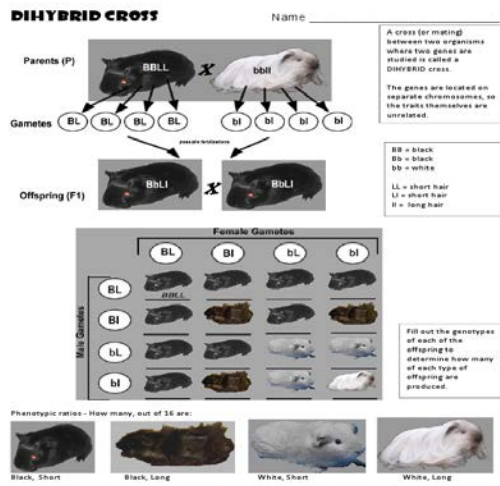 DIHYBRID CROSS
Name
A cross (or mating)
between two organisms
where two genes are
studied is called a
DIHYBRID cross.
The genes are located on
separate chromosomes, so
the traits themselves are
unrelated.
Parents (P)
BBLL
x
bbll
Gametes
BL
BL
BL
BL
bl
bl
bl
bl
possible fertilizations
BB = black
Bb = black
bb = white
LL = short hair
Ll = short hair
ll = long hair
Offspring (F1)
BbLl
x
BbLl
Female Gametes
BL
Bl
bL
bl
Male Gametes
BL
BBLL
Bl
bL
bl
Fill out the genotypes
of each of the
offspring to
determine how many
of each type of
offspring are
produced.
Phenotypic ratios - How many, out of 16 are:
Black, Short
Black, Long
White, Short
White, Long